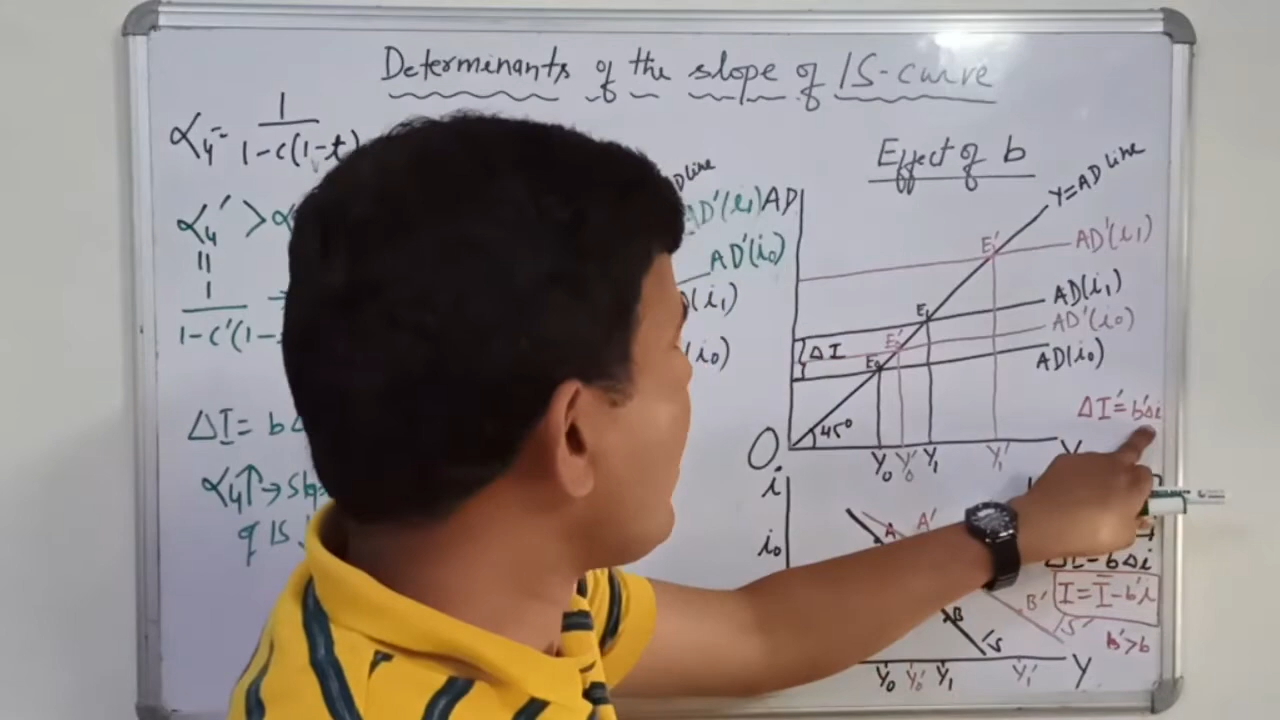 Determinants of the slope of IS-curve
α₄ = 1/1-c(1-t)
α₄' > α
=
1/1-c'(1-
ΔI = b
α₄↑ → slop
of IS
line
AD'(i₁)
AD'(i₀)
(i₁)
(i₀)
Effect of b
AD
Y=AD line
AD'(i₁)
E₁'
AD(i₁)
E₁
AD'(i₀)
E₀'
ΔI
E₀
AD(i₀)
45°
ΔI'=b'Δi
O
Y₀ Y₀' Y₁ Y₁' Y
i
A A'
i₀
bΔi
I=Ī-b'i
B B'
IS IS'
b'>b
Y₀ Y₀' Y₁ Y₁' Y